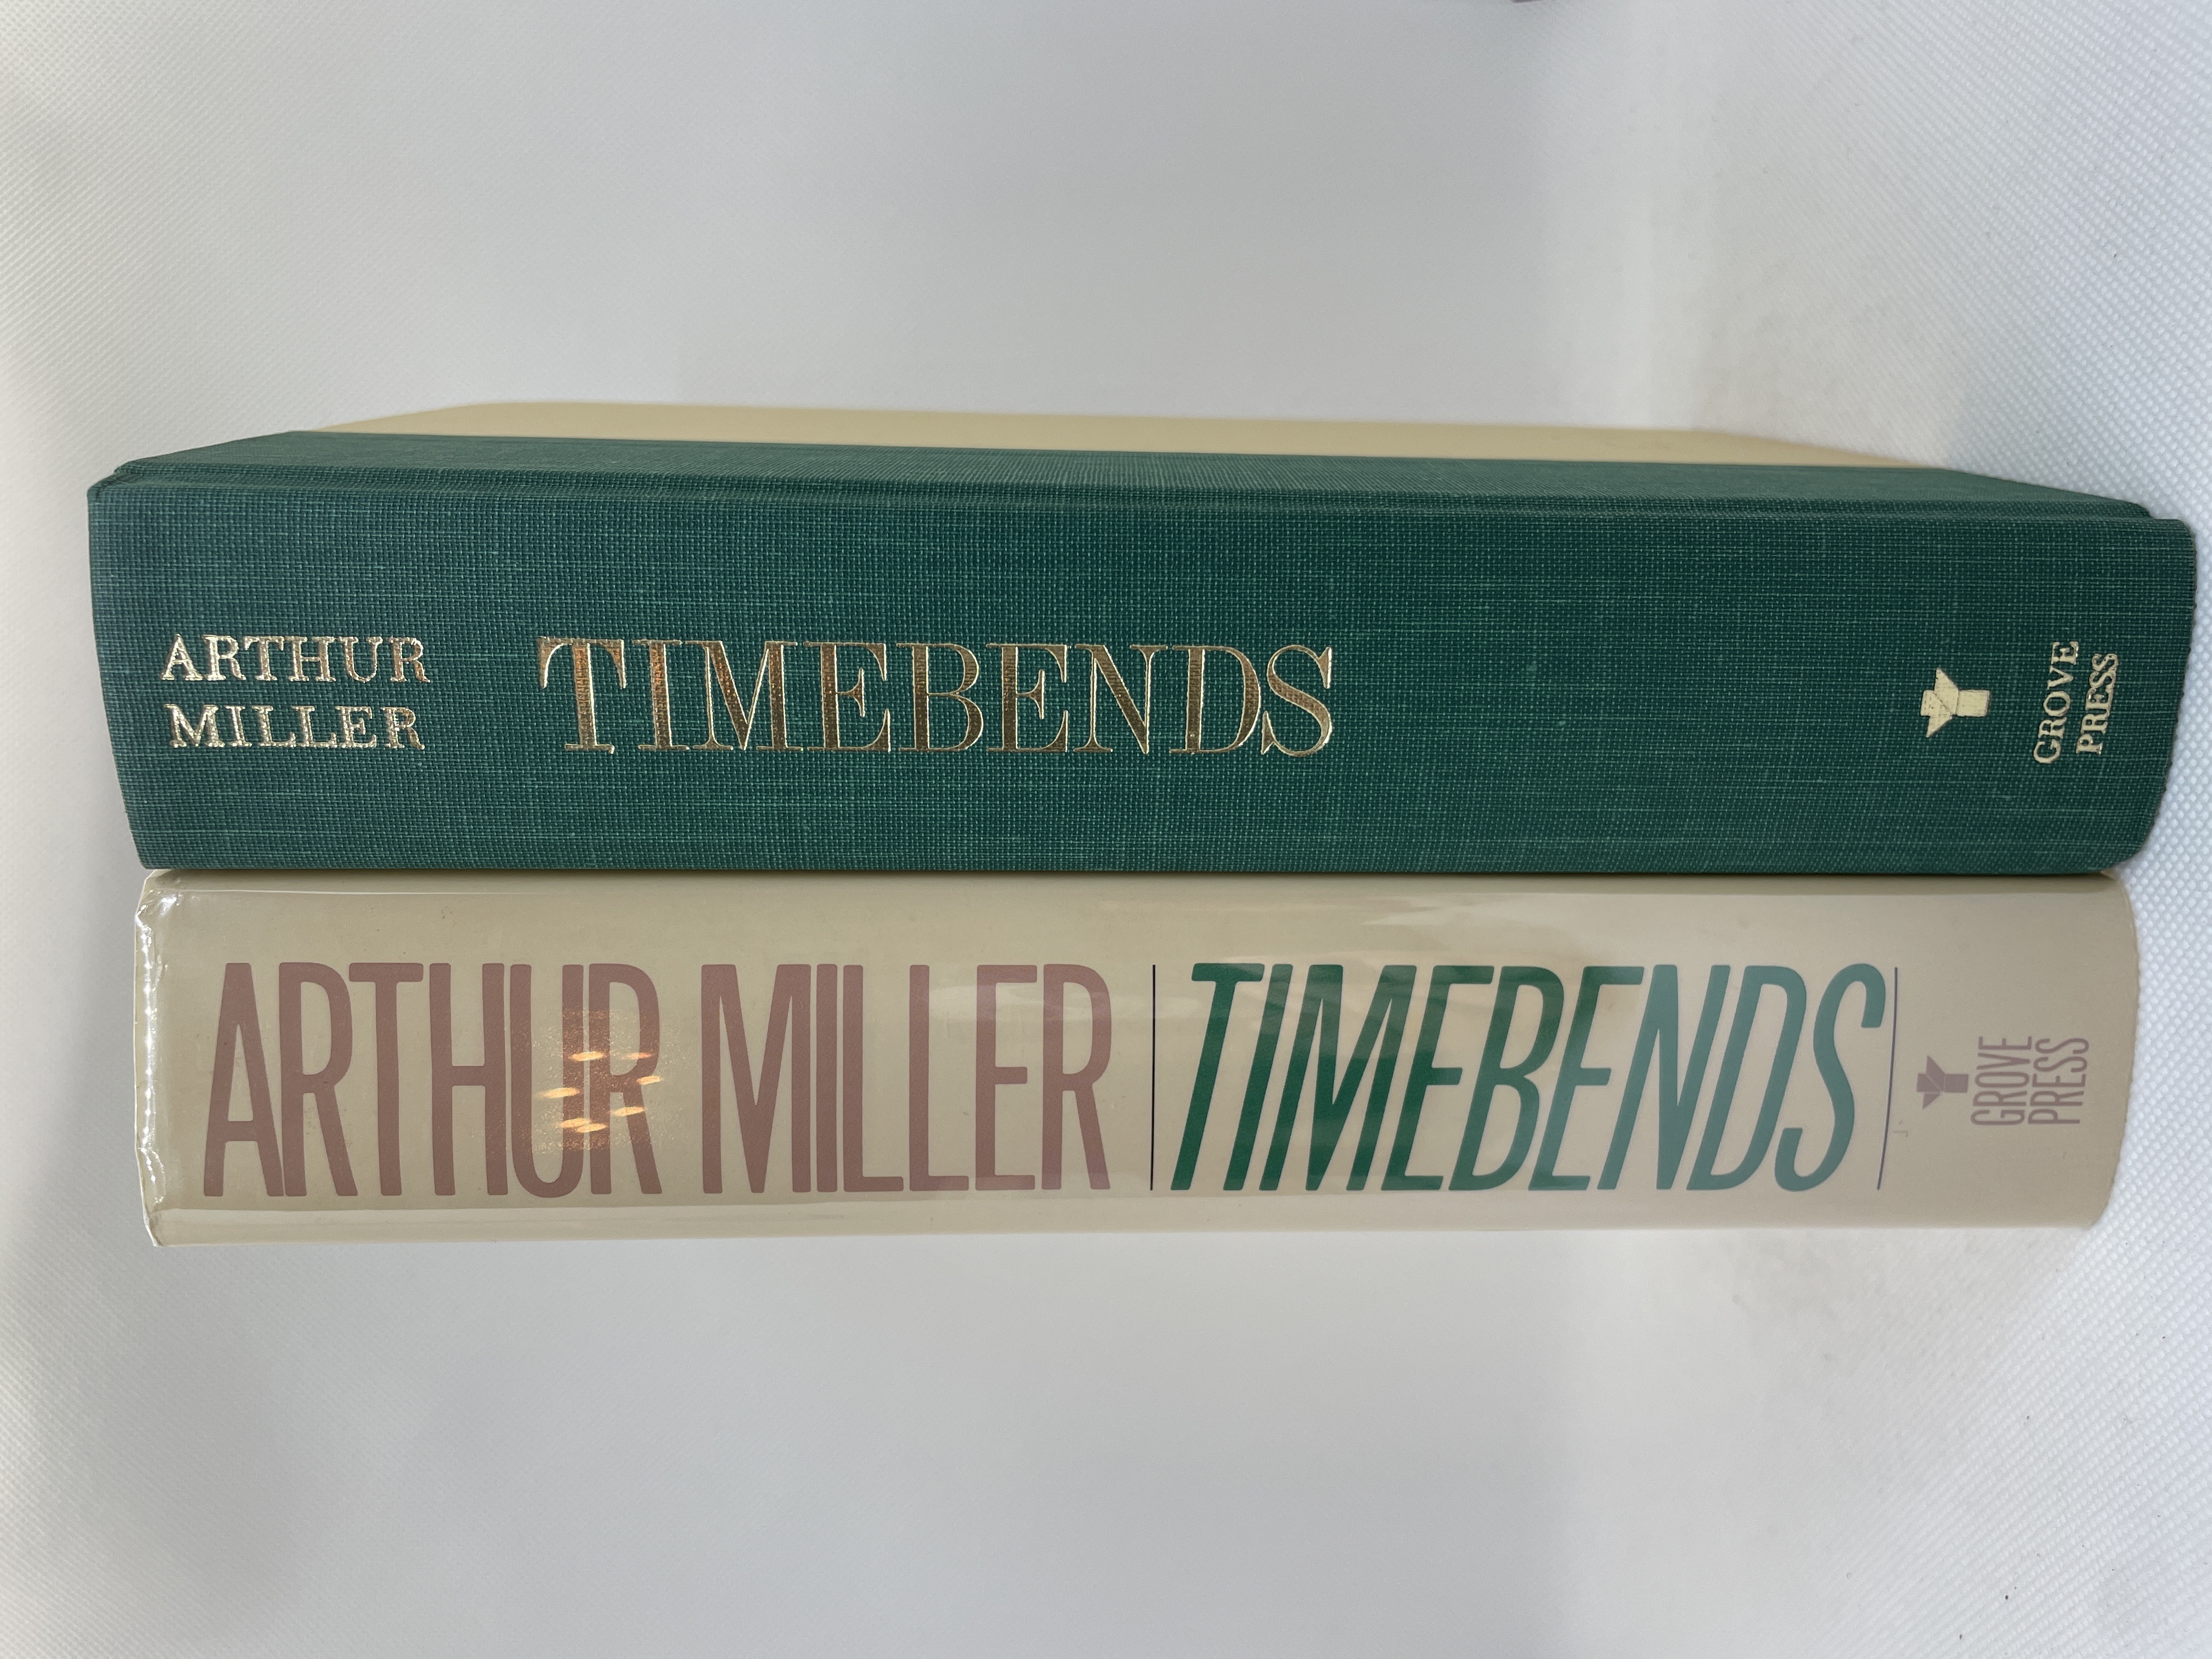 ARTHUR
MILLER
TIMEBENDS
GROVE
PRESS
ARTHUR MILLER
TIMEBENDS
GROVE
PRESS